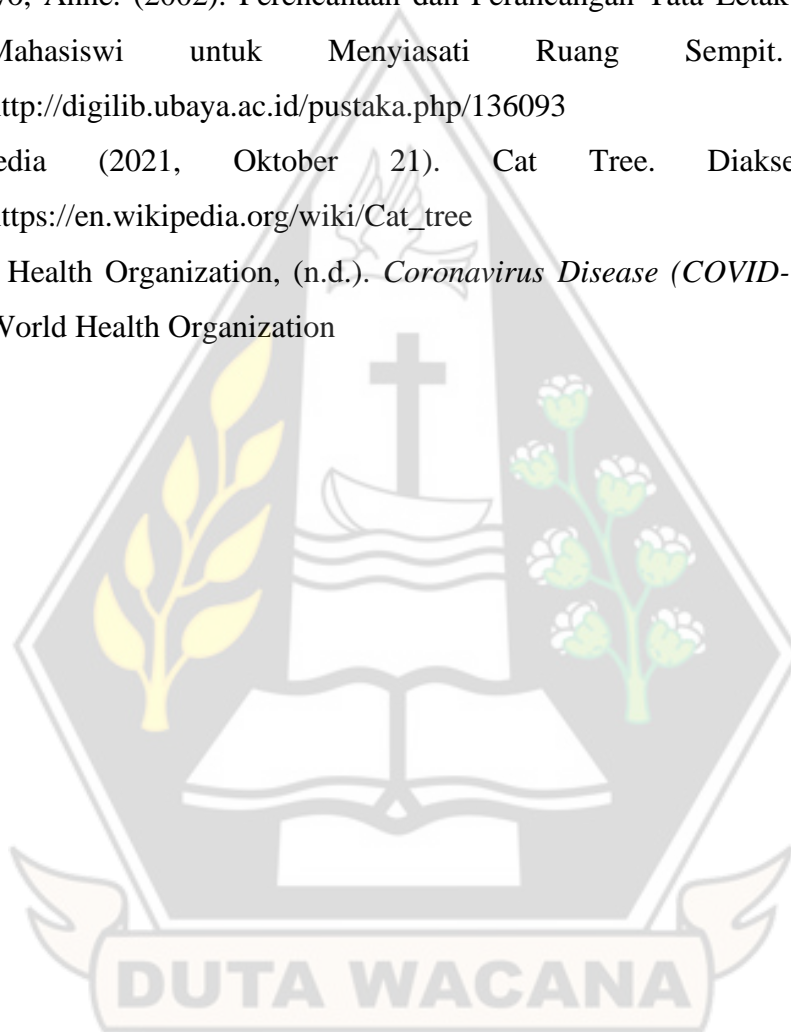 yo, Anne. (2002). Perencanaan dan Perancangan Tata Letak
Mahasiswi untuk Menyiasati Ruang Sempit.
http://digilib.ubaya.ac.id/pustaka.php/136093
edia (2021, Oktober 21). Cat Tree. Diakse
https://en.wikipedia.org/wiki/Cat_tree
Health Organization, (n.d.). Coronavirus Disease (COVID-
World Health Organization
DUTA WACANA